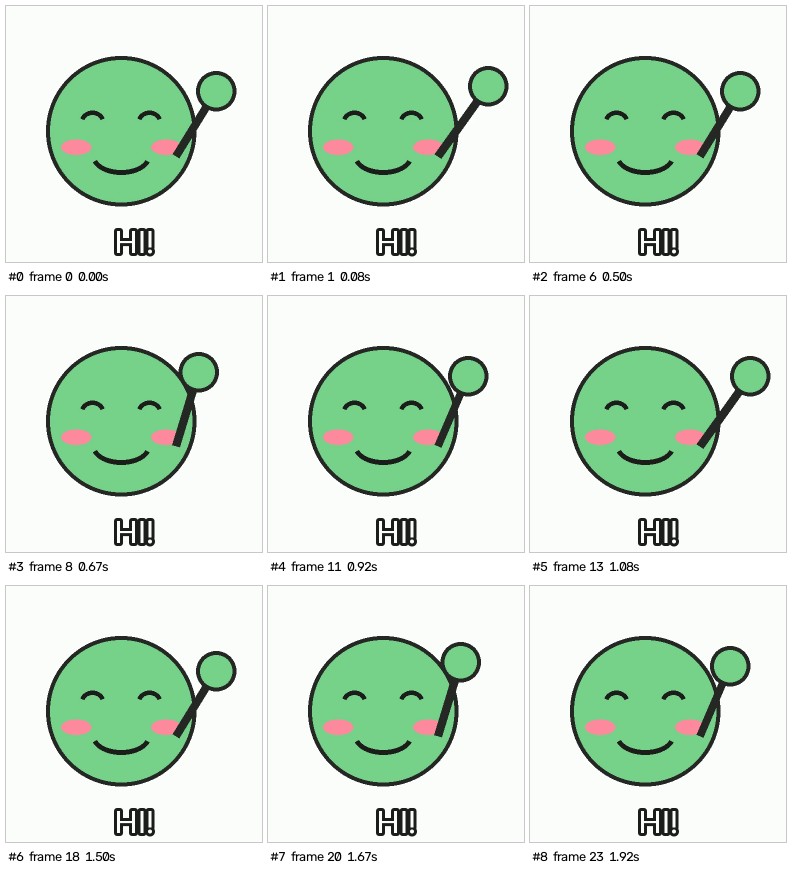 HI!
HI!
HI!
#0 frame 0 0.00s
#1 frame 1 0.08s
#2 frame 6 0.50s
HI!
HI!
HI!
#3 frame 8 0.67s
#4 frame 11 0.92s
#5 frame 13 1.08s
HI!
HI!
HI!
#6 frame 18 1.50s
#7 frame 20 1.67s
#8 frame 23 1.92s